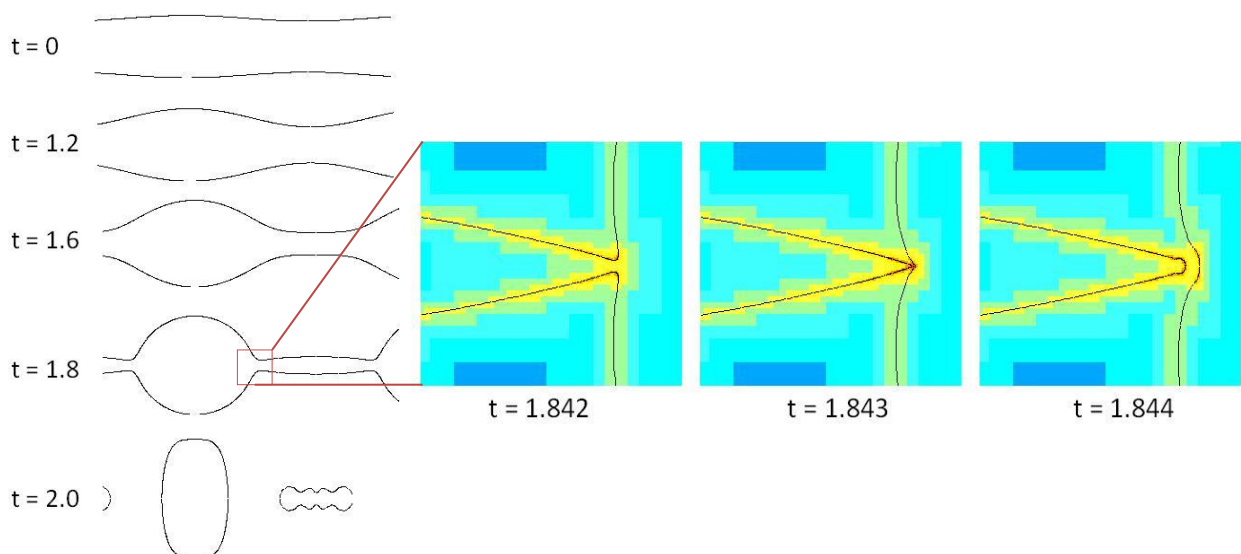 t = 0
t = 1.2
t = 1.6
t = 1.8
t = 2.0
t = 1.842
t = 1.843
t = 1.844